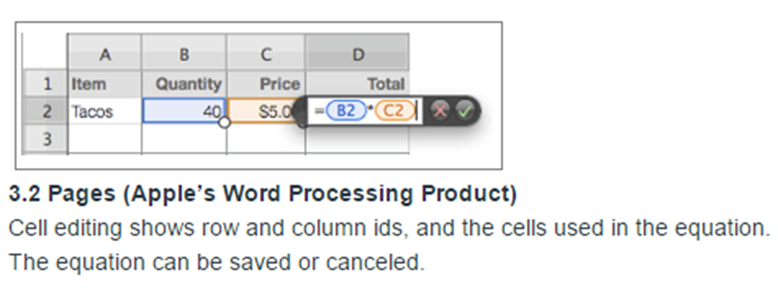 A B C D
1 Item Quantity Price Total
2 Tacos 40 $5.0 =B2*C2
3
3.2 Pages (Apple’s Word Processing Product)
Cell editing shows row and column ids, and the cells used in the equation.
The equation can be saved or canceled.